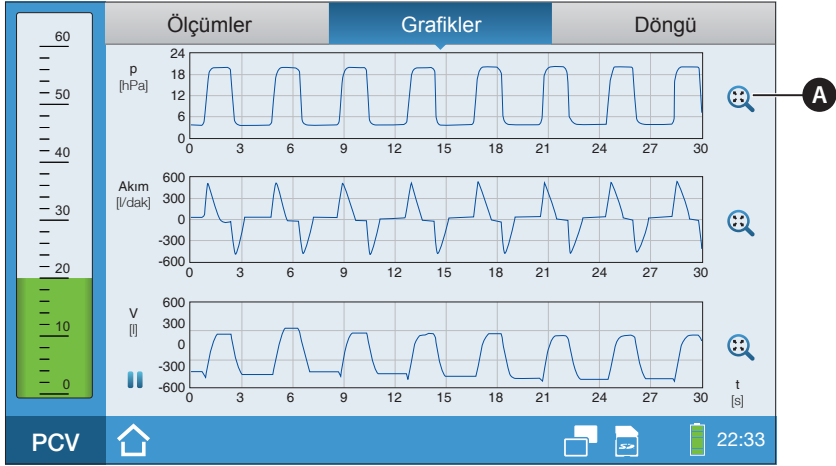 Ölçümler Grafikler Döngü
60
50
40
30
20
10
0
p
[hPa]
24
18
12
6
0
0 3 6 9 12 15 18 21 24 27 30
A
Akım
[l/dak]
600
300
0
-300
-600
0 3 6 9 12 15 18 21 24 27 30
V
[l]
600
300
0
-300
-600
0 3 6 9 12 15 18 21 24 27 30
t
[s]
PCV 22:33